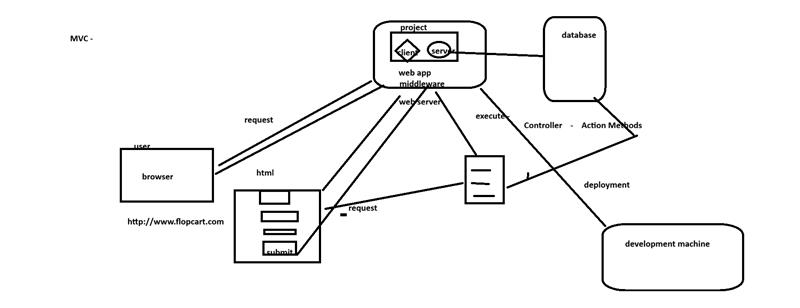 project
database
MVC -
client
server
web app
middleware
web server
execute-
request
Controller - Action Methods
user
html
browser
deployment
request
http://www.flopcart.com
development machine
submit